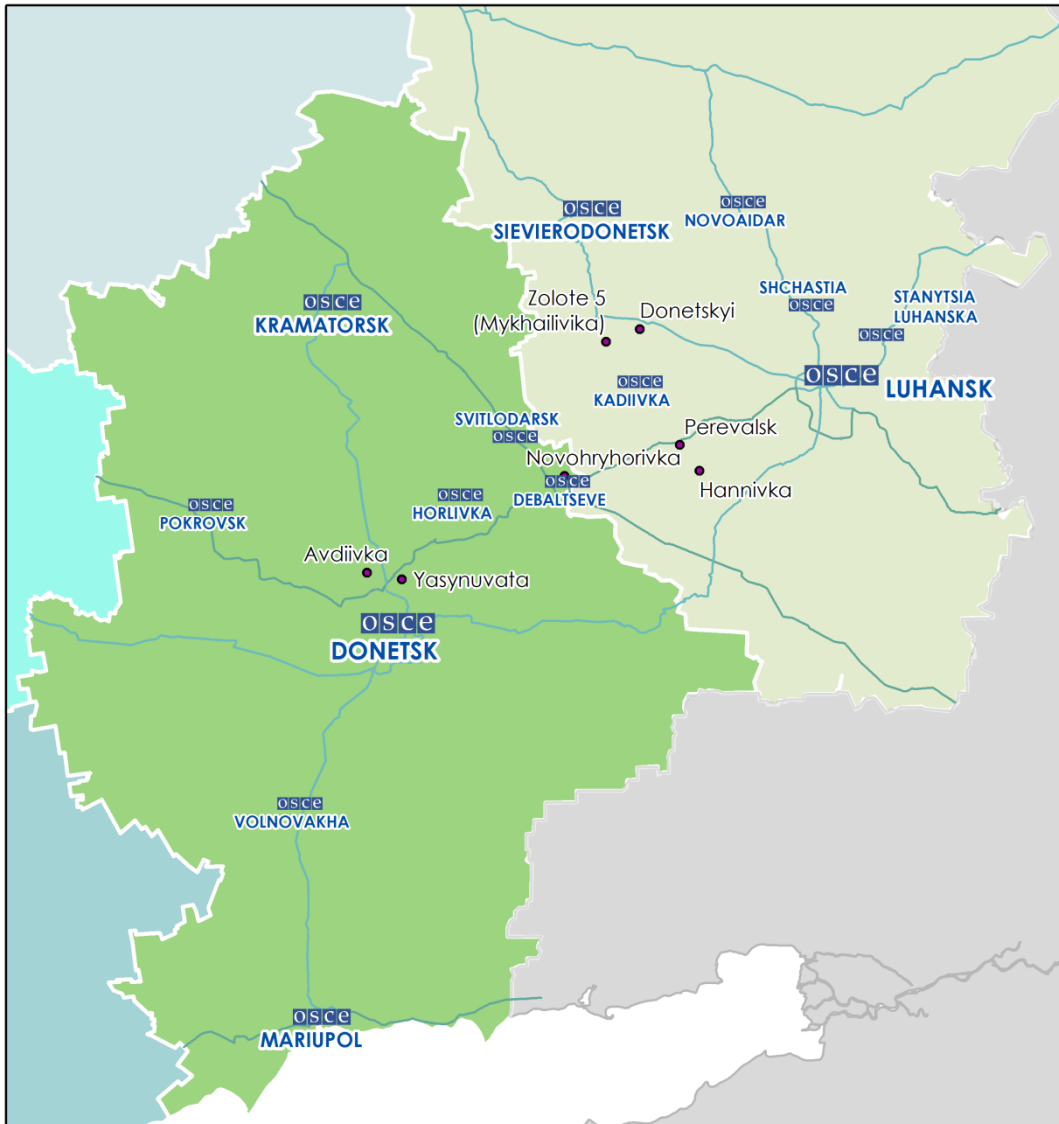 osce
SIEVIERODONETSK
osce
NOVOAIDAR
osce
KRAMATORSK
Zolote 5
(Mykhailivika)
Donetskyi
SHCHASTIA
osce
STANYTSIA
LUHANSKA
osce
osce
LUHANSK
osce
KADIIVKA
SVITLODARSK
osce
Perevalsk
Novohryhorivka
osce
DEBALTSEVE
Hannivka
osce
POKROVSK
osce
HORLIVKA
Avdiivka
Yasynuvata
osce
DONETSK
osce
VOLNOVAKHA
osce
MARIUPOL